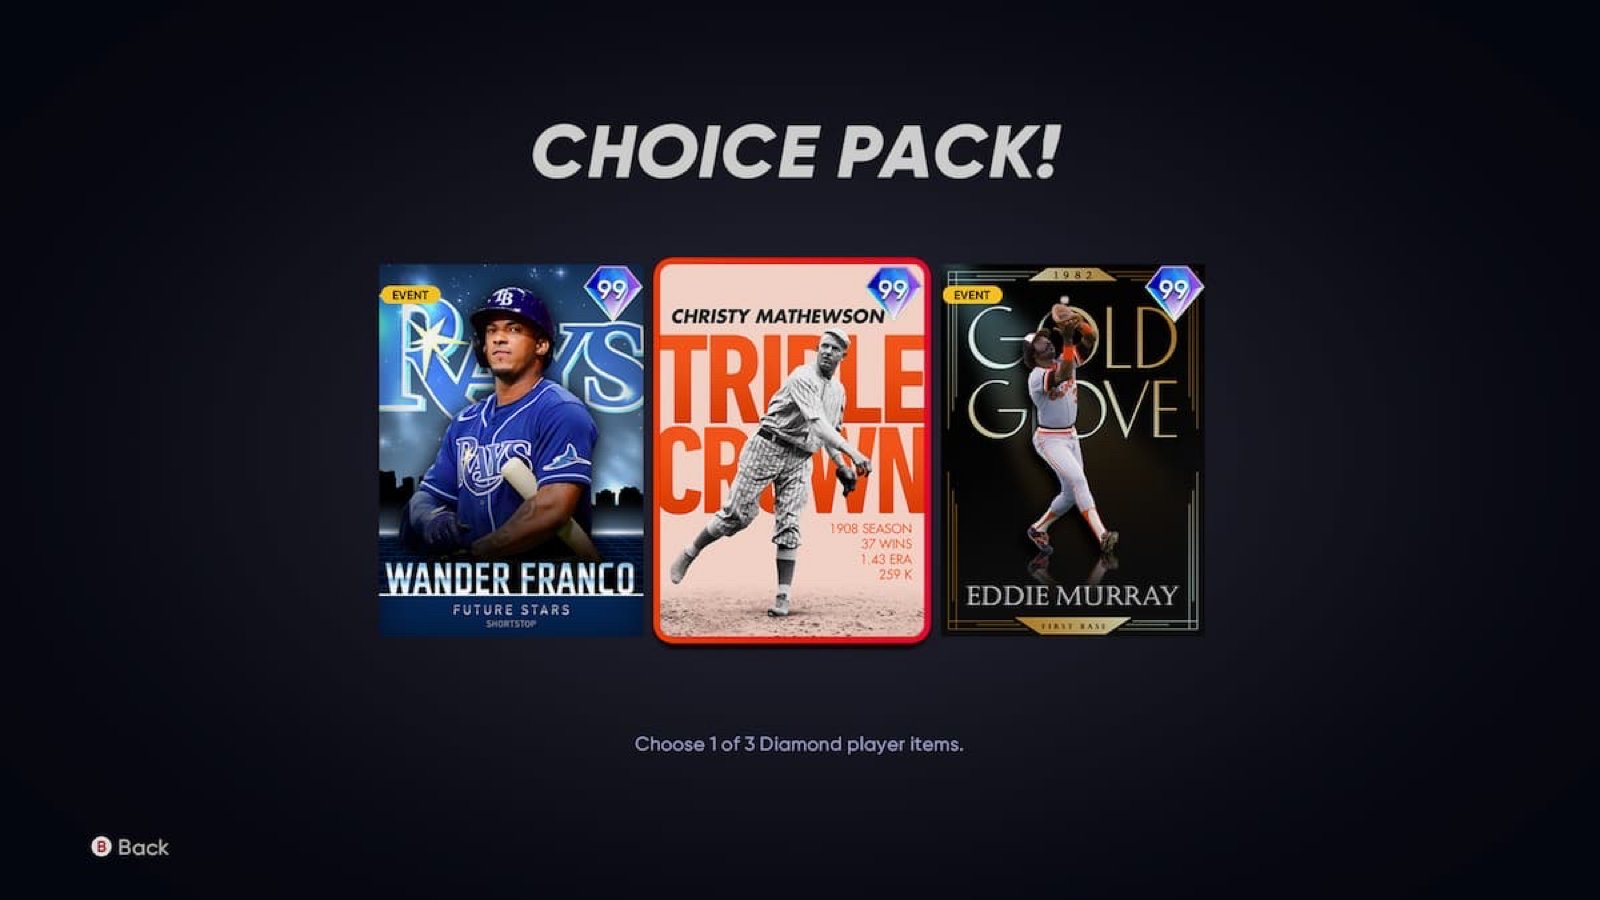 CHOICE PACK!
EVENT
99
RAYS
TB
RAYS
WANDER FRANCO
FUTURE STARS
SHORTSTOP
99
CHRISTY MATHEWSON
TRIPLE
CROWN
1908 SEASON
37 WINS
1.43 ERA
259 K
1982
EVENT
99
GOLD
GLOVE
EDDIE MURRAY
FIRST BASE
Choose 1 of 3 Diamond player items.
B Back